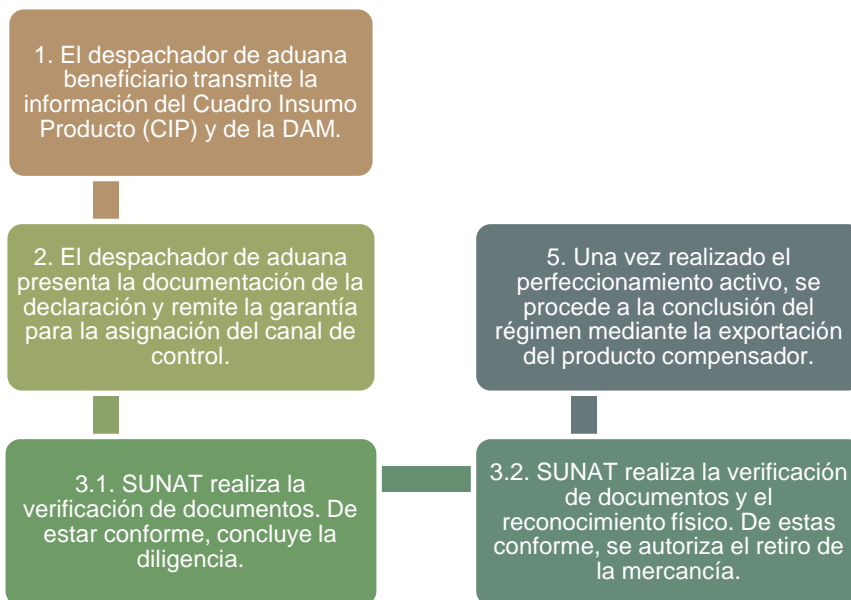 1. El despachador de aduana
beneficiario transmite la
información del Cuadro Insumo
Producto (CIP) y de la DAM.
2. El despachador de aduana
presenta la documentación de la
declaración y remite la garantía
para la asignación del canal de
control.
3.1. SUNAT realiza la
verificación de documentos. De
estar conforme, concluye la
diligencia.
3.2. SUNAT realiza la verificación
de documentos y el
reconocimiento físico. De estas
conforme, se autoriza el retiro de
la mercancía.
5. Una vez realizado el
perfeccionamiento activo, se
procede a la conclusión del
régimen mediante la exportación
del producto compensador.